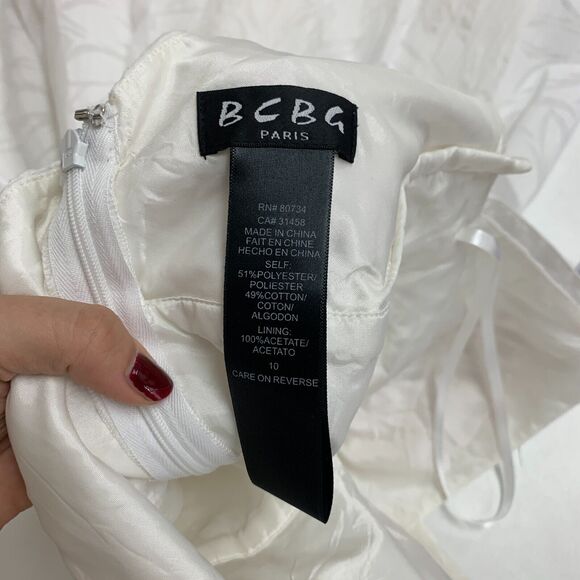 BCBG
PARIS
RN# 80734
CA# 31458
MADE IN CHINA
FAIT EN CHINE
HECHO EN CHINA
SELF:
51%POLYESTER/
POLIESTER
49%COTTON/
COTON/
ALGODON
LINING:
100%ACETATE/
ACETATO
10
CARE ON REVERSE